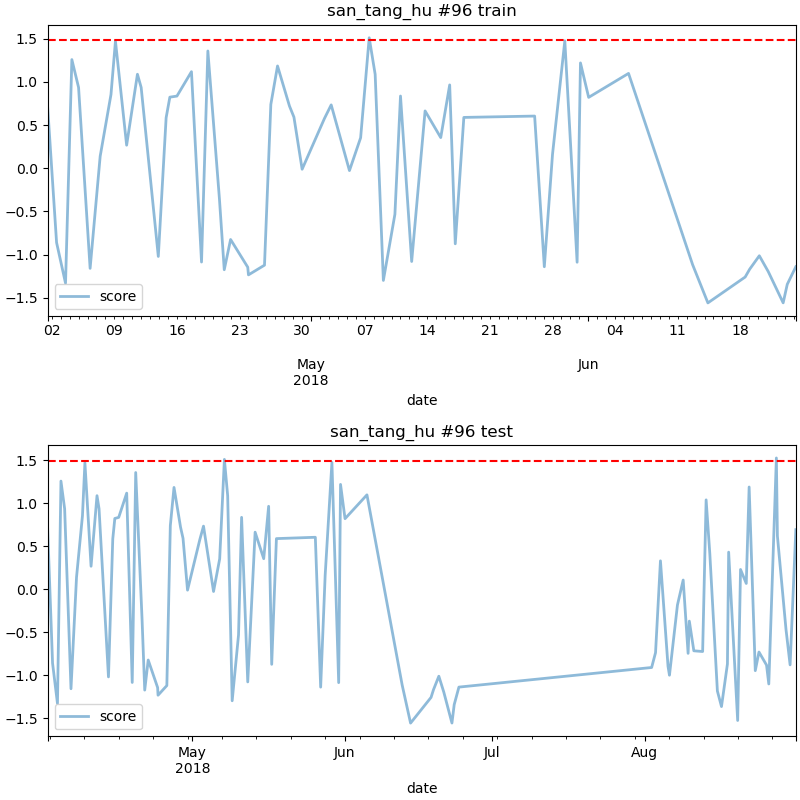 san_tang_hu #96 train
1.5
1.0
0.5
0.0
−0.5
−1.0
−1.5
score
02 09 16 23 30 07 14 21 28 04 11 18
May Jun
2018
date
san_tang_hu #96 test
1.5
1.0
0.5
0.0
−0.5
−1.0
−1.5
score
May Jun Jul Aug
2018
date